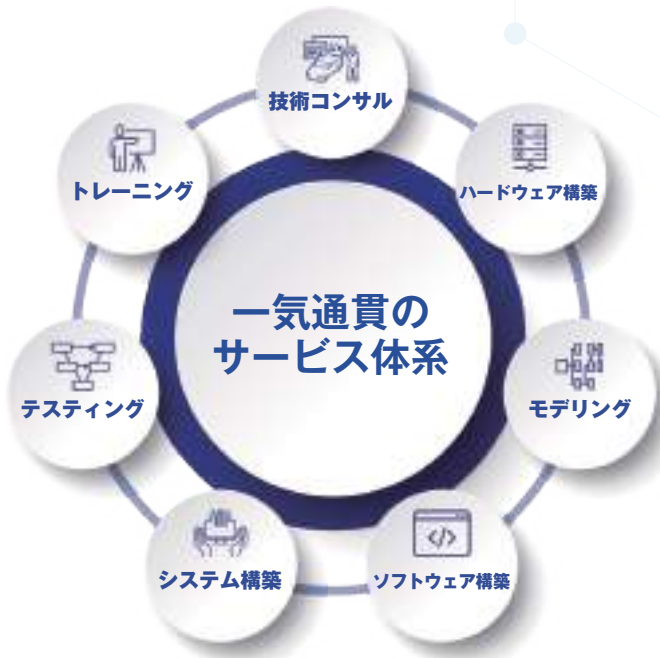 一気通貫の
サービス体系
技術コンサル
ハードウェア構築
モデリング
ソフトウェア構築
システム構築
テスティング
トレーニング